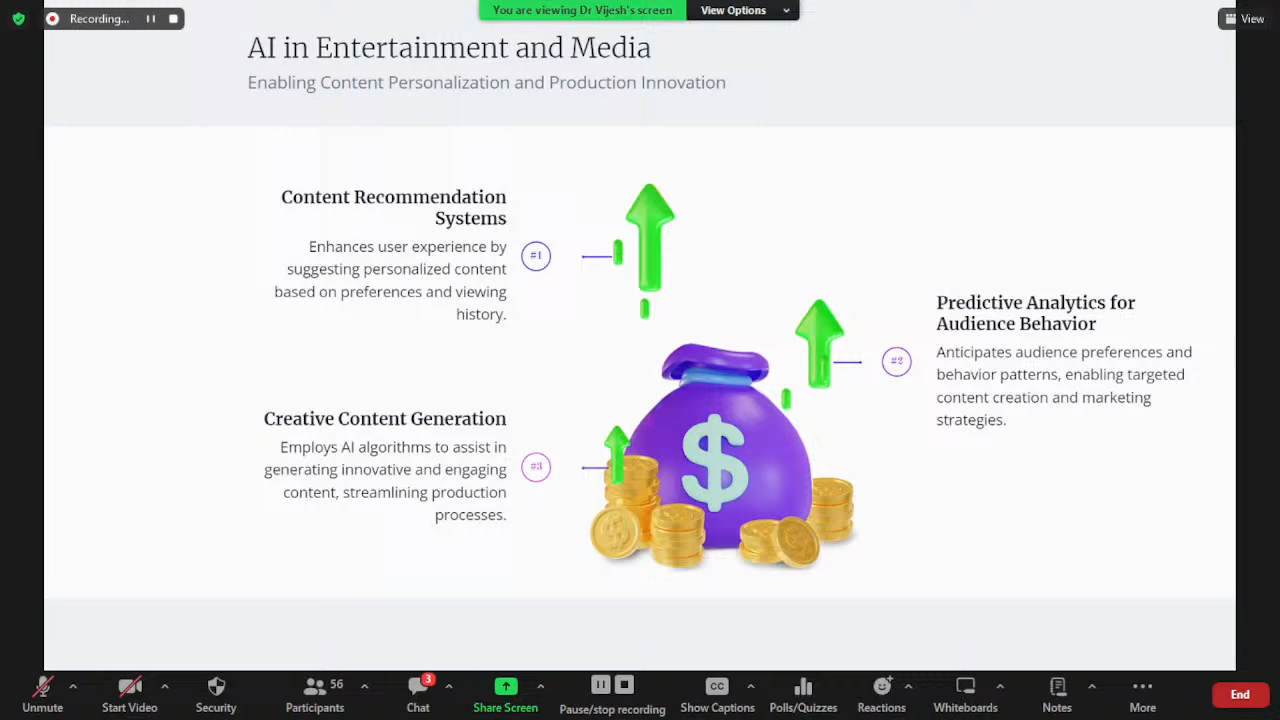 Recording...
You are viewing Dr Vijesh's screen
View Options
View
AI in Entertainment and Media
Enabling Content Personalization and Production Innovation
Content Recommendation
Systems
Enhances user experience by
suggesting personalized content
based on preferences and viewing
history.
#1
Predictive Analytics for
Audience Behavior
Anticipates audience preferences and
behavior patterns, enabling targeted
content creation and marketing
strategies.
#2
Creative Content Generation
Employs AI algorithms to assist in
generating innovative and engaging
content, streamlining production
processes.
#3
$
Unmute
Start Video
Security
56
Participants
3
Chat
Share Screen
Pause/stop recording
CC
Show Captions
Polls/Quizzes
Reactions
Whiteboards
Notes
More
End